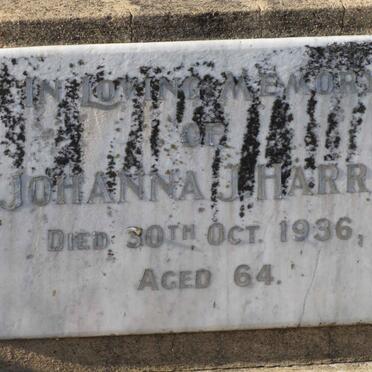 IN LOVING MEMORY
OF
JOHANNA J. HARR
DIED 30TH OCT. 1936,
AGED 64.